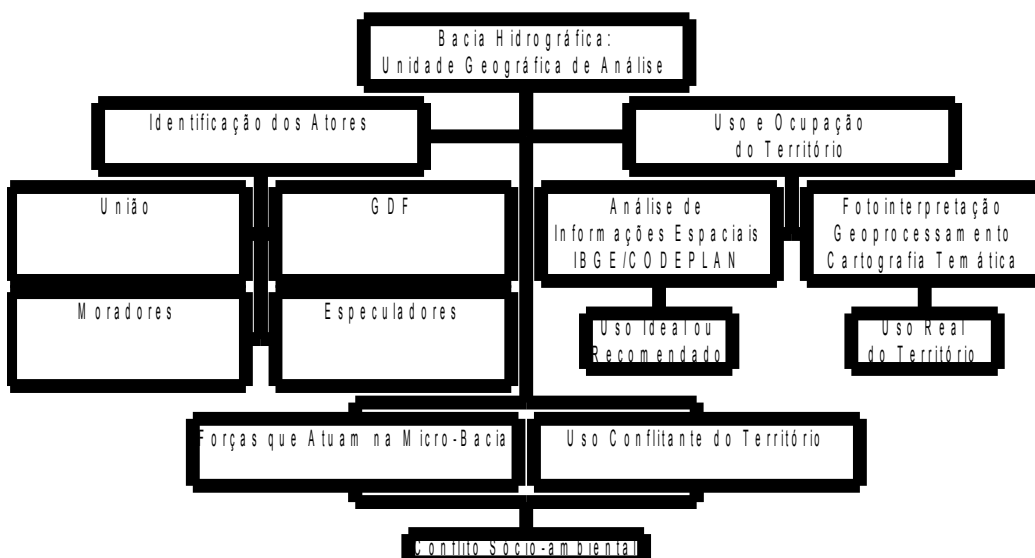 Bacia Hidrográfica:
Unidade Geográfica de Análise
Identificação dos Atores
Uso e Ocupação
do Território
União
GDF
Análise de
Informações Espaciais
IBGE/CODEPLAN
Fotointerpretação
Geoprocessamento
Cartografia Temática
Moradores
Especuladores
Uso Ideal ou
Recomendado
Uso Real
do Território
Forças que Atuam na Micro-Bacia
Uso Conflitante do Território
Conflito Sócio-ambiental